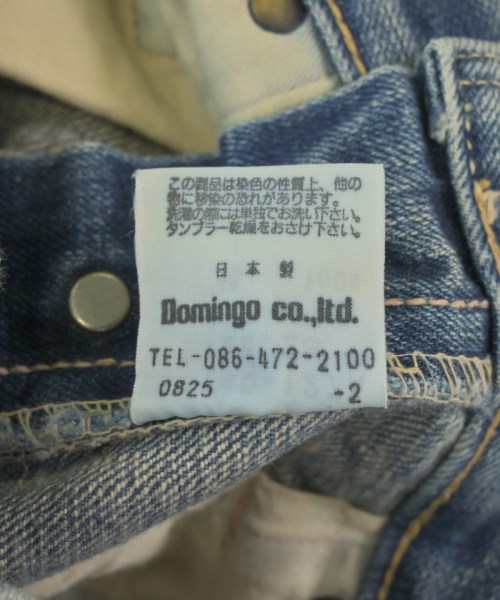 この商品は染色の性質上、他の
物に移染の恐れがあります。
洗濯の際には単独でお洗い下さい。
タンブラー乾燥をおさけ下さい。
日本製
Domingo co.,ltd.
TEL-086-472-2100
0825 -2